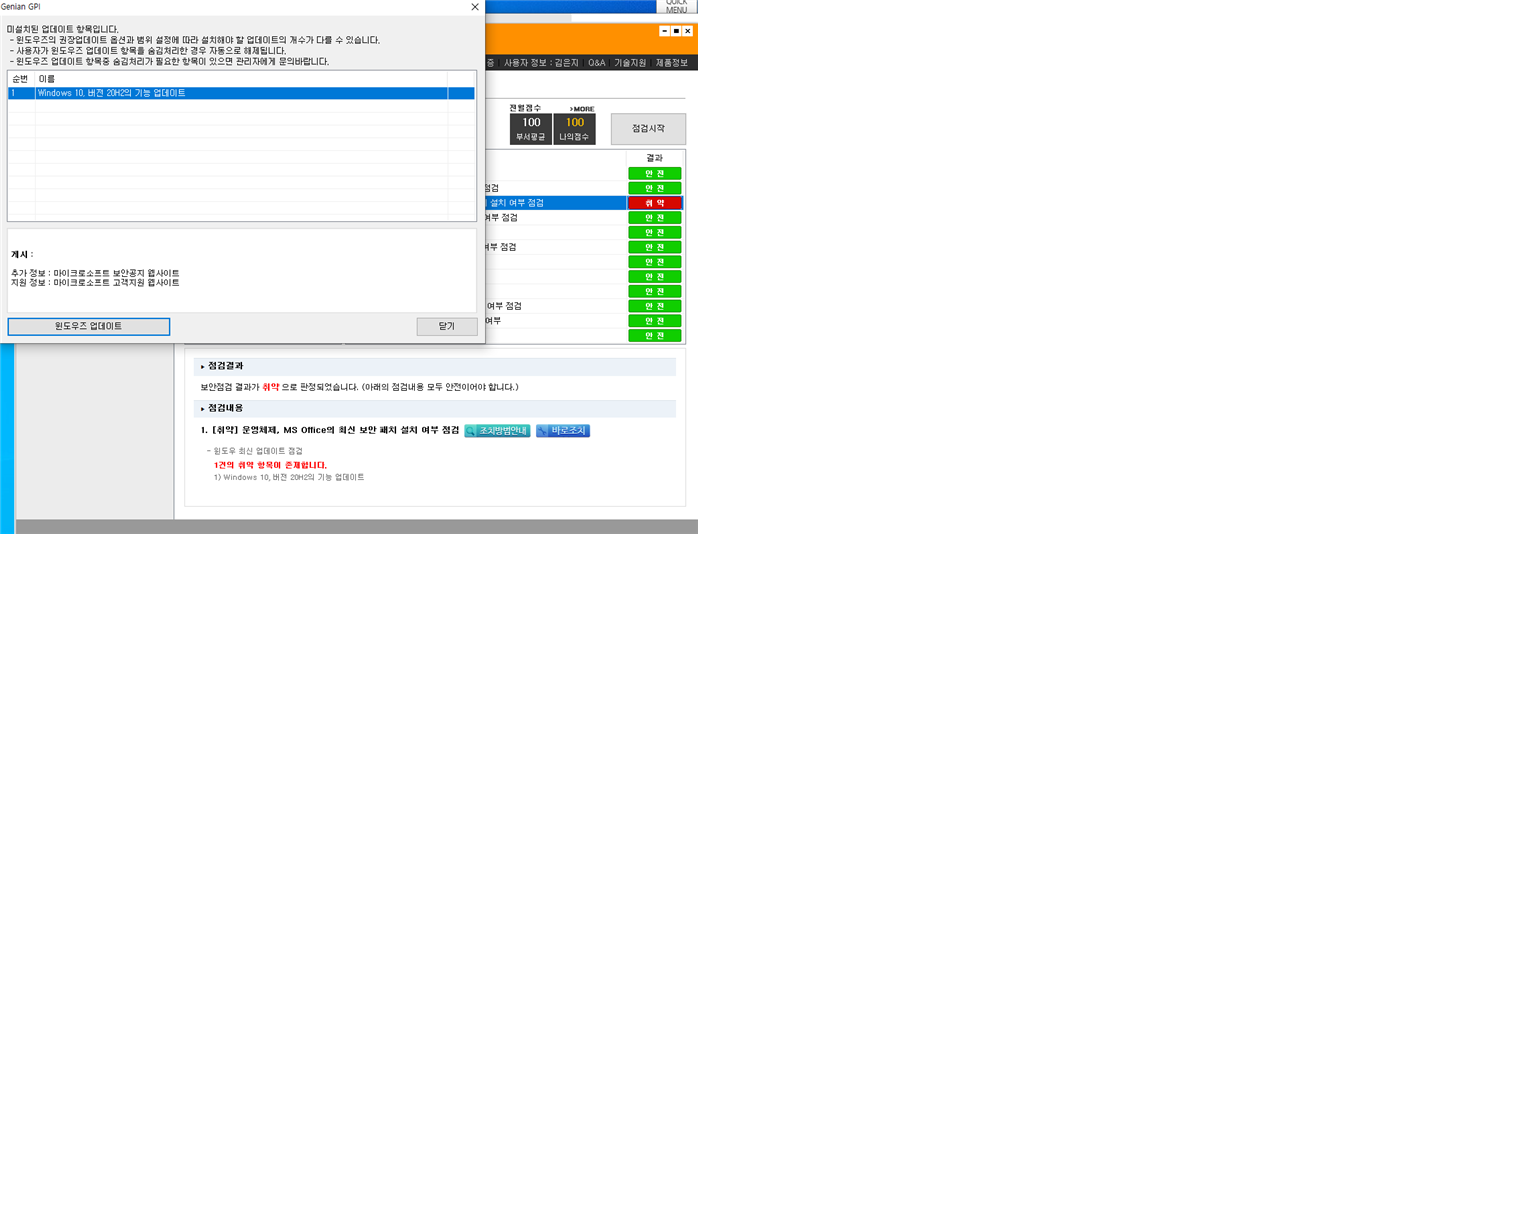 Genian GPI
미설치된 업데이트 항목입니다.
- 윈도우즈의 권장업데이트 옵션과 범위 설정에 따라 설치해야 할 업데이트의 개수가 다를 수 있습니다.
- 사용자가 윈도우즈 업데이트 항목을 숨김처리한 경우 자동으로 해제됩니다.
- 윈도우즈 업데이트 항목중 숨김처리가 필요한 항목이 있으면 관리자에게 문의바랍니다.
순번 이름
1 Windows 10, 버전 20H2의 기능 업데이트
게시 :
추가 정보 : 마이크로소프트 보안공지 웹사이트
지원 정보 : 마이크로소프트 고객지원 웹사이트
윈도우즈 업데이트 닫기
QUICK
MENU
증 사용자 정보 : 김은지 Q&A 기술지원 제품정보
전월점수 >MORE
100 100
부서평균 나의점수
점검시작
결과
안 전
점검 안 전
설치 여부 점검 취 약
여부 점검 안 전
안 전
여부 점검 안 전
안 전
안 전
안 전
여부 점검 안 전
여부 안 전
안 전
점검결과
보안점검 결과가 취약 으로 판정되었습니다. (아래의 점검내용 모두 안전이어야 합니다.)
점검내용
1. [취약] 운영체제, MS Office의 최신 보안 패치 설치 여부 점검 조치방법안내 바로조치
- 윈도우 최신 업데이트 점검
1건의 취약 항목이 존재합니다.
1) Windows 10, 버전 20H2의 기능 업데이트